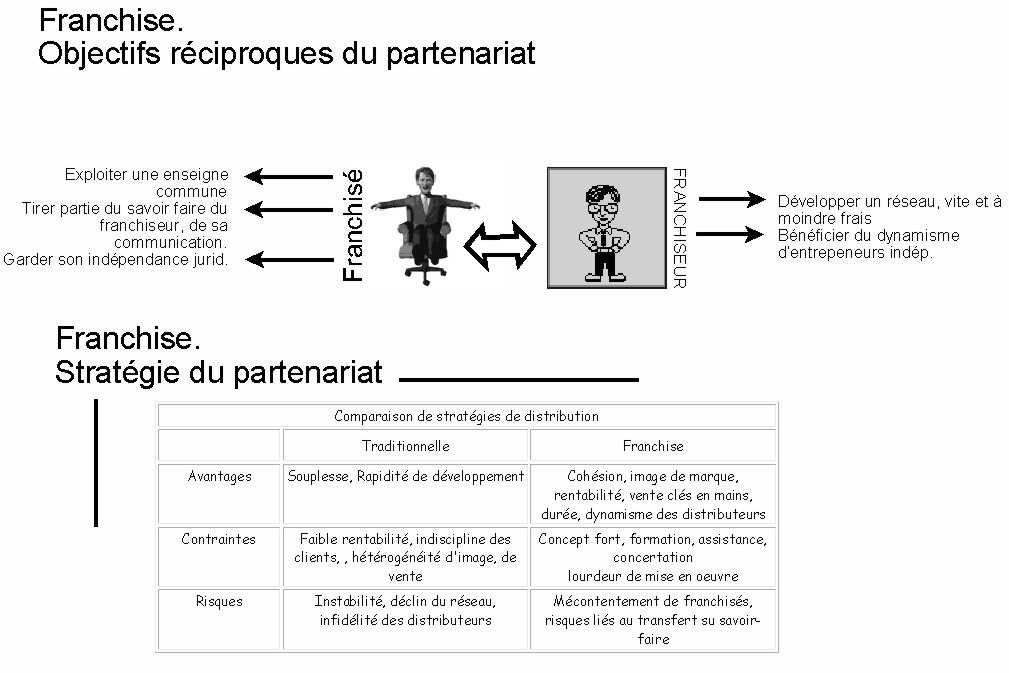 Franchise.
Objectifs réciproques du partenariat
Exploiter une enseigne
commune
Tirer partie du savoir faire du
franchiseur, de sa
communication.
Garder son indépendance jurid.
Franchisé
FRANCHISEUR
Développer un réseau, vite et à
moindre frais
Bénéficier du dynamisme
d'entrepeneurs indép.
Franchise.
Stratégie du partenariat
Comparaison de stratégies de distribution
Traditionnelle
Franchise
Avantages
Souplesse, Rapidité de développement
Cohésion, image de marque,
rentabilité, vente clés en mains,
durée, dynamisme des distributeurs
Contraintes
Faible rentabilité, indiscipline des
clients, , hétérogénéité d'image, de
vente
Concept fort, formation, assistance,
concertation
lourdeur de mise en oeuvre
Risques
Instabilité, déclin du réseau,
infidélité des distributeurs
Mécontentement de franchisés,
risques liés au transfert su savoir-
faire